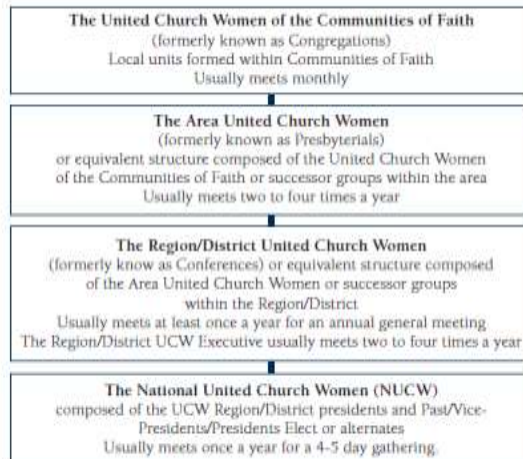 The United Church Women of the Communities of Faith
(formerly known as Congregations)
Local units formed within Communities of Faith
Usually meets monthly
The Area United Church Women
(formerly known as Presbyterials)
or equivalent structure composed of the United Church Women
of the Communities of Faith or successor groups within the area
Usually meets two to four times a year
The Region/District United Church Women
(formerly know as Conferences) or equivalent structure composed
of the Area United Church Women or successor groups
within the Region/District
Usually meets at least once a year for an annual general meeting
The Region/District UCW Executive usually meets two to four times a year
The National United Church Women (NUCW)
composed of the UCW Region/District presidents and Past/Vice-
Presidents/Presidents Elect or alternates
Usually meets once a year for a 4-5 day gathering.